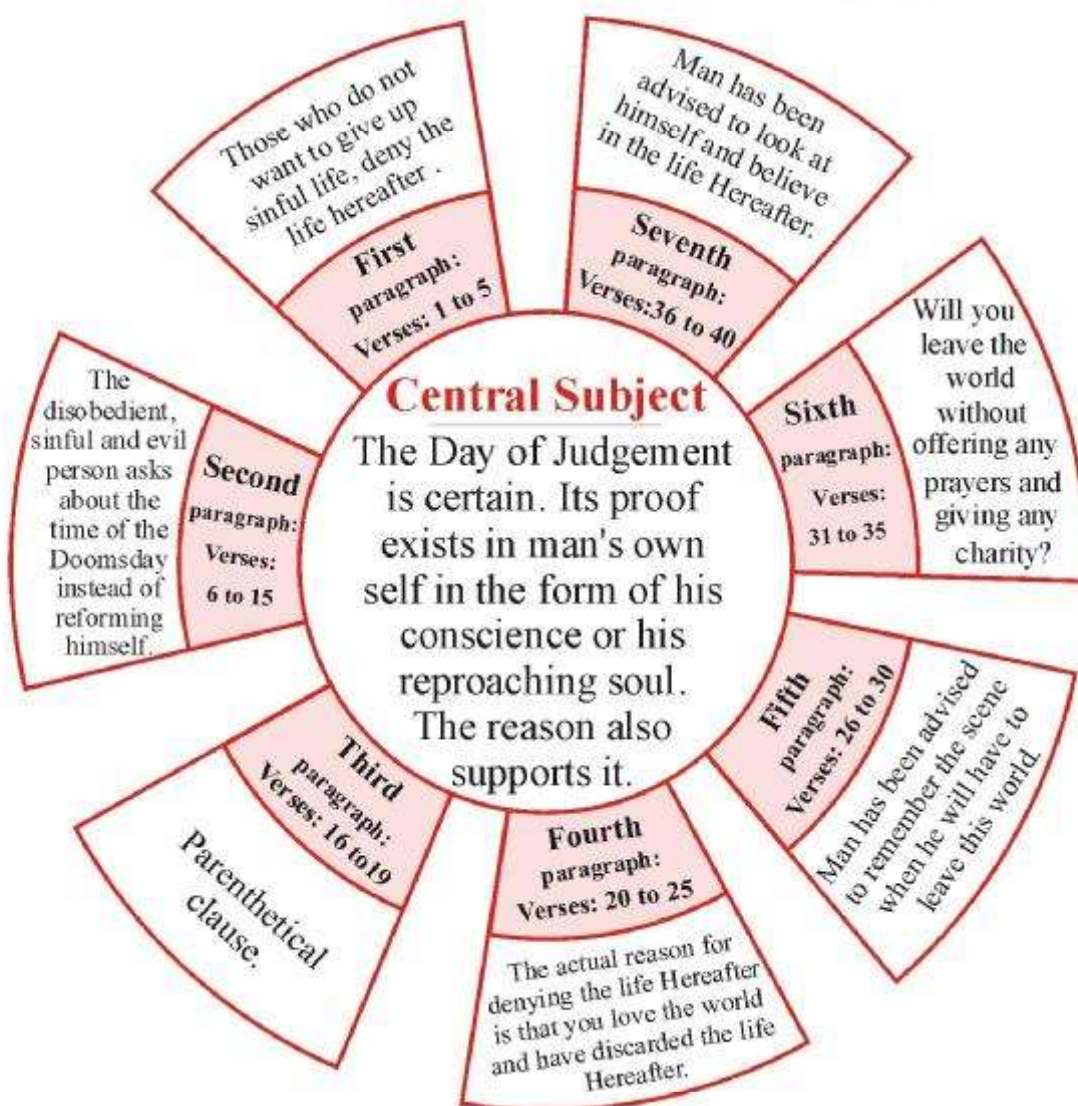 Central Subject
The Day of Judgement
is certain. Its proof
exists in man's own
self in the form of his
conscience or his
reproaching soul.
The reason also
supports it.
First
paragraph:
Verses: 1 to 5
Those who do not
want to give up
sinful life, deny the
life hereafter .
Second
paragraph:
Verses:
6 to 15
The
disobedient,
sinful and evil
person asks
about the
time of the
Doomsday
instead of
reforming
himself.
Third
paragraph:
Verses: 16 to19
Parenthetical
clause.
Fourth
paragraph:
Verses: 20 to 25
The actual reason for
denying the life Hereafter
is that you love the world
and have discarded the life
Hereafter.
Fifth
paragraph:
Verses: 26 to 30
Man has been advised
to remember the scene
when he will have to
leave this world.
Sixth
paragraph:
Verses:
31 to 35
Will you
leave the
world
without
offering any
prayers and
giving any
charity?
Seventh
paragraph:
Verses:36 to 40
Man has been
advised to look at
himself and believe
in the life Hereafter.